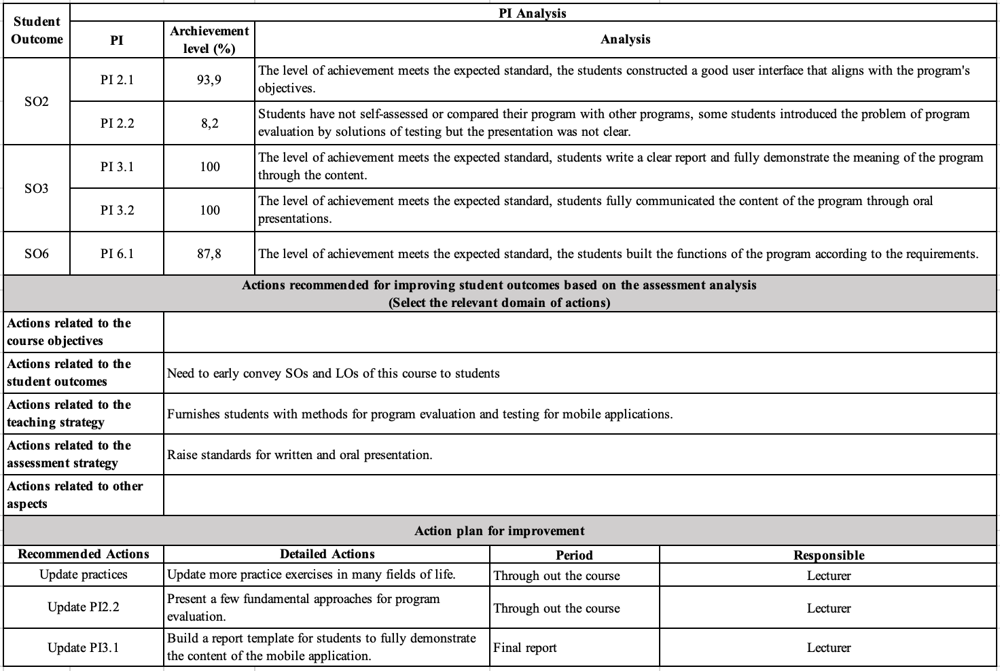 Student
Outcome
PI Analysis
PI
Archievement
level (%)
Analysis
SO2
PI 2.1
93,9
The level of achievement meets the expected standard, the students constructed a good user interface that aligns with the program's
objectives.
PI 2.2
8,2
Students have not self-assessed or compared their program with other programs, some students introduced the problem of program
evaluation by solutions of testing but the presentation was not clear.
SO3
PI 3.1
100
The level of achievement meets the expected standard, students write a clear report and fully demonstrate the meaning of the program
through the content.
PI 3.2
100
The level of achievement meets the expected standard, students fully communicated the content of the program through oral
presentations.
SO6
PI 6.1
87,8
The level of achievement meets the expected standard, the students built the functions of the program according to the requirements.
Actions recommended for improving student outcomes based on the assessment analysis
(Select the relevant domain of actions)
Actions related to the
course objectives
Actions related to the
student outcomes
Need to early convey SOs and LOs of this course to students
Actions related to the
teaching strategy
Furnishes students with methods for program evaluation and testing for mobile applications.
Actions related to the
assessment strategy
Raise standards for written and oral presentation.
Actions related to other
aspects
Action plan for improvement
Recommended Actions
Detailed Actions
Period
Responsible
Update practices
Update more practice exercises in many fields of life.
Through out the course
Lecturer
Update PI2.2
Present a few fundamental approaches for program
evaluation.
Through out the course
Lecturer
Update PI3.1
Build a report template for students to fully demonstrate
the content of the mobile application.
Final report
Lecturer